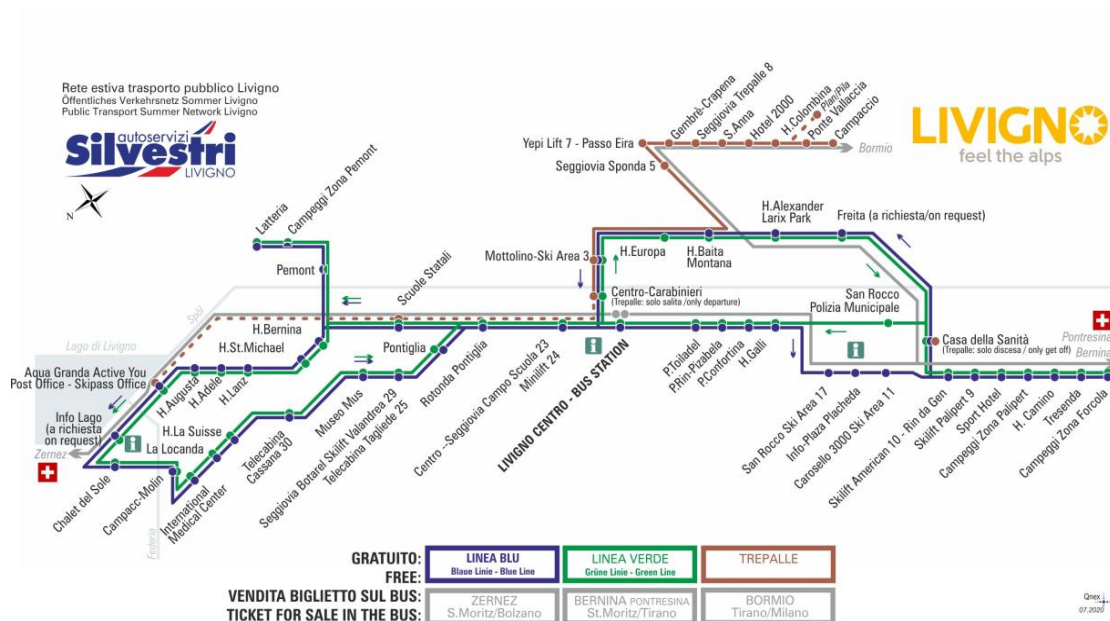 Rete estiva trasporto pubblico Livigno
Öffentliches Verkehrsnetz Sommer Livigno
Public Transport Summer Network Livigno
autoservizi
Silvestri
LIVIGNO
N
LIVIGNO
feel the alps
Gembrè-Crapena
Seggiovia Trepalle 8
S.Anna
Hotel 2000
H.Colombina
Plan/Pila
Ponte Vallaccia
Campaccio
Yepi Lift 7 - Passo Eira
Bormio
Seggiovia Sponda 5
Latteria
Campeggi Zona Pemont
Pemont
Scuole Statali
Mottolino-Ski Area 3
H.Europa
H.Baita
Montana
H.Alexander
Larix Park
Freita (a richiesta/on request)
Centro-Carabinieri
(Trepalle: solo salita /only departure)
San Rocco
Polizia Municipale
Casa della Sanità
(Trepalle: solo discesa / only get off)
Pontresina
Bernina
Spöl
Lago di Livigno
H.Bernina
H.St.Michael
Aqua Granda Active You
Post Office - Skipass Office
H.Augusta
H.Adele
H.Lanz
Pontiglia
Info Lago
(a richiesta
on request)
Zernez
H.La Suisse
La Locanda
i
Chalet del Sole
Campacc-Molin
Federia
International
Medical Center
Telecabina
Cassana 30
Museo Mus
Seggiovia Botarel Skilift Valandrea 29
Telecabina Tagliede 25
Rotonda Pontiglia
Centro --Seggiovia Campo Scuola 23
Minilift 24
LIVIGNO CENTRO - BUS STATION
i
P.Toiladel
P.Rin-Pizabela
P.Confortina
H.Galli
San Rocco Ski Area 17
Info-Plaza Placheda
i
Carosello 3000 Ski Area 11
Skilift American 10 - Rin da Gen
Skilift Palipert 9
Sport Hotel
Campeggi Zona Palipert
H. Camino
Tresenda
Campeggi Zona Forcola
GRATUITO:
FREE:
LINEA BLU
Blaue Linie - Blue Line
LINEA VERDE
Grüne Linie - Green Line
TREPALLE
VENDITA BIGLIETTO SUL BUS:
TICKET FOR SALE IN THE BUS:
ZERNEZ
S.Moritz/Bolzano
BERNINA PONTRESINA
St.Moritz/Tirano
BORMIO
Tirano/Milano
Qnex
07.2020